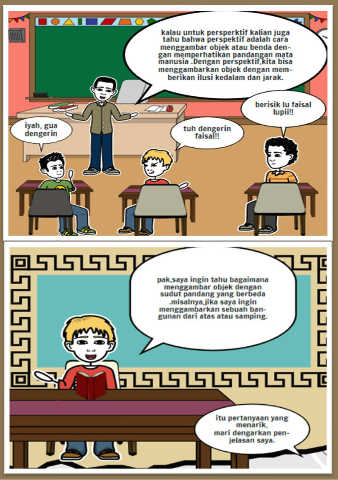 kalau untuk persperktif kalian juga
tahu bahwa perspektif adalah cara
menggambar objek atau benda den-
gan memperhatikan pandangan mata
manusia .Dengan perspektif,kita bisa
menggambarkan objek dengan mem-
berikan ilusi kedalam dan jarak.
berisik lu faisal
lupii!!
iyah, gua
dengerin
tuh dengerin
faisal!!
pak,saya ingin tahu bagaimana
menggambar objek dengan
sudut pandang yang berbeda
.misalnya,jika saya ingin
menggambarkan sebuah ban-
gunan dari atas atau samping.
itu pertanyaan yang
menarik,
mari dengarkan pen-
jelasan saya.